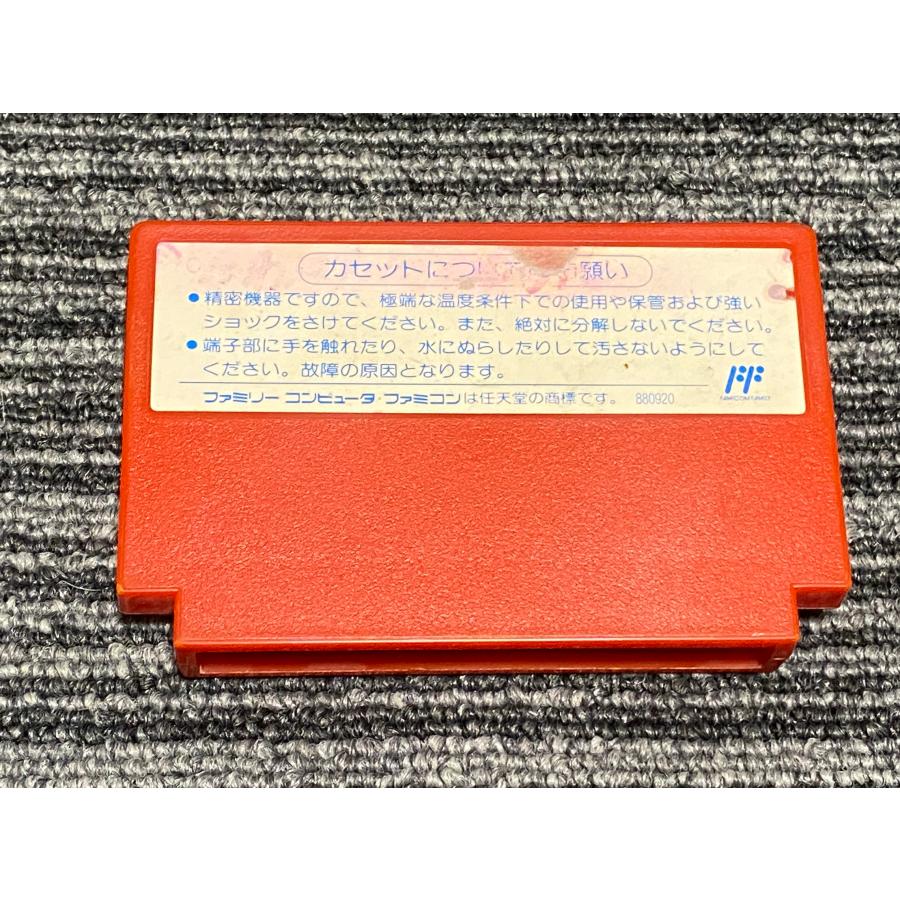 カセットについ 願い
●精密機器ですので、極端な温度条件下での使用や保管および強い
ショックをさけてください。また、絶対に分解しないでください。
●端子部に手を触れたり、水にぬらしたりして汚さないようにして
ください。故障の原因となります。
ファミリー コンピュータ・ファミコンは任天堂の商標です。 880920
FF
FAMICOM FAMILY